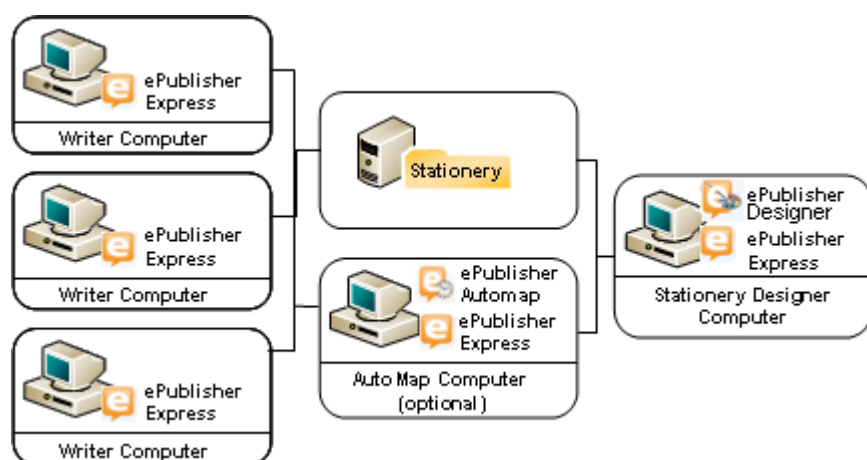 ePublisher
Express
Writer Computer
ePublisher
Express
Writer Computer
ePublisher
Express
Writer Computer
Stationery
ePublisher
Automap
ePublisher
Express
Auto Map Computer
(optional)
ePublisher
Designer
ePublisher
Express
Stationery Designer
Computer